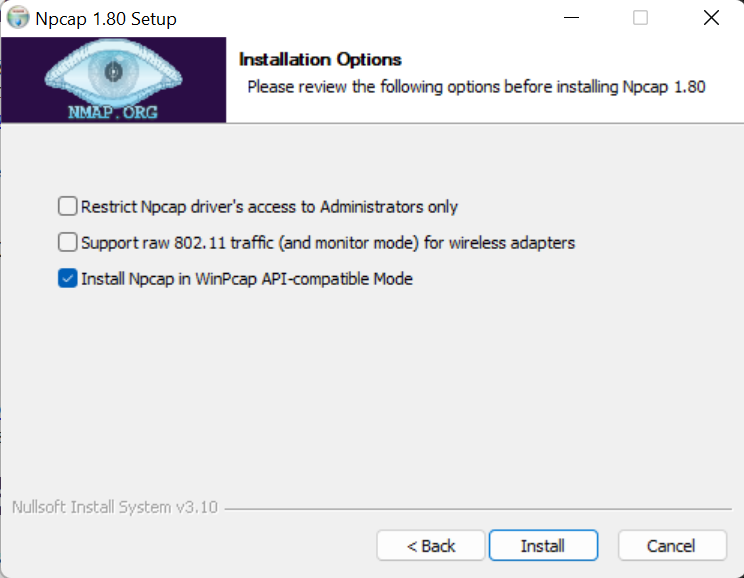 Npcap 1.80 Setup
NMAP.ORG
Installation Options
Please review the following options before installing Npcap 1.80
Restrict Npcap driver's access to Administrators only
Support raw 802.11 traffic (and monitor mode) for wireless adapters
Install Npcap in WinPcap API-compatible Mode
Nullsoft Install System v3.10
< Back
Install
Cancel